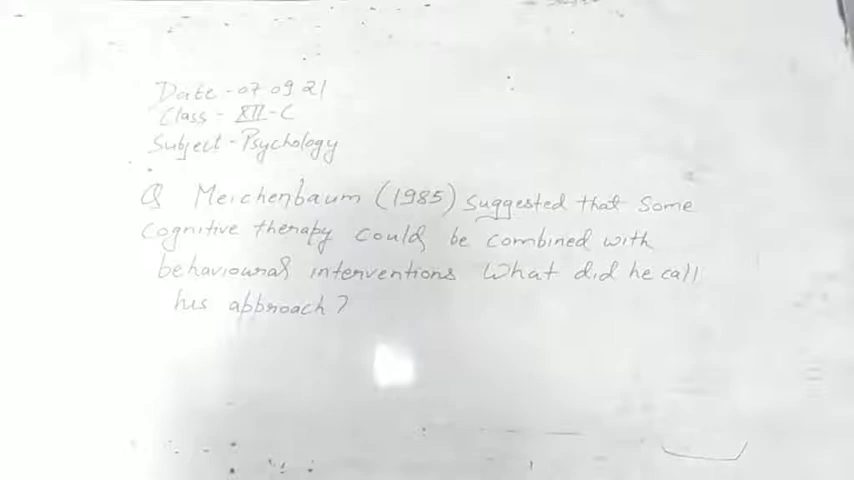 Date - 07 09 21
Class - XII - C
Subject - Psychology
Q Meichenbaum (1985) suggested that some
cognitive therapy could be combined with
behavioural interventions What did he call
his approach?